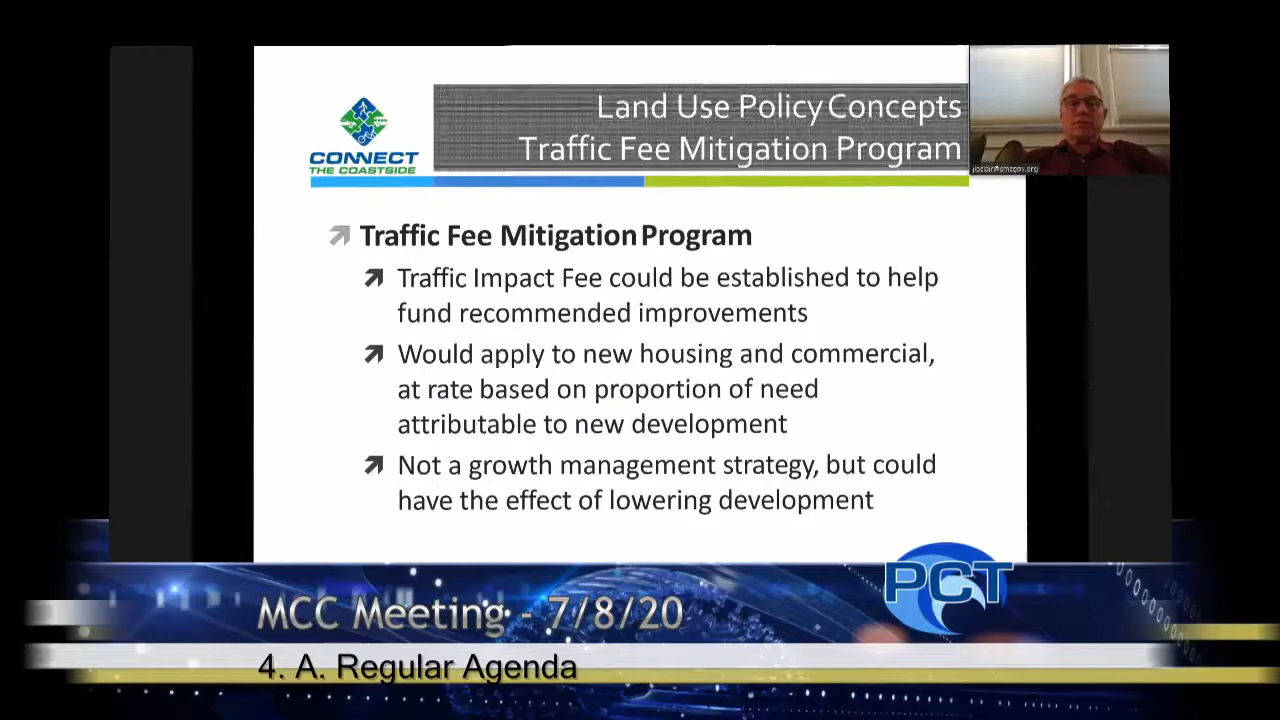 Land Use Policy Concepts
Traffic Fee Mitigation Program
CONNECT
THE COASTSIDE
Traffic Fee Mitigation Program
Traffic Impact Fee could be established to help
fund recommended improvements
Would apply to new housing and commercial,
at rate based on proportion of need
attributable to new development
Not a growth management strategy, but could
have the effect of lowering development
PCT
MCC Meeting - 7/8/20
4. A. Regular Agenda